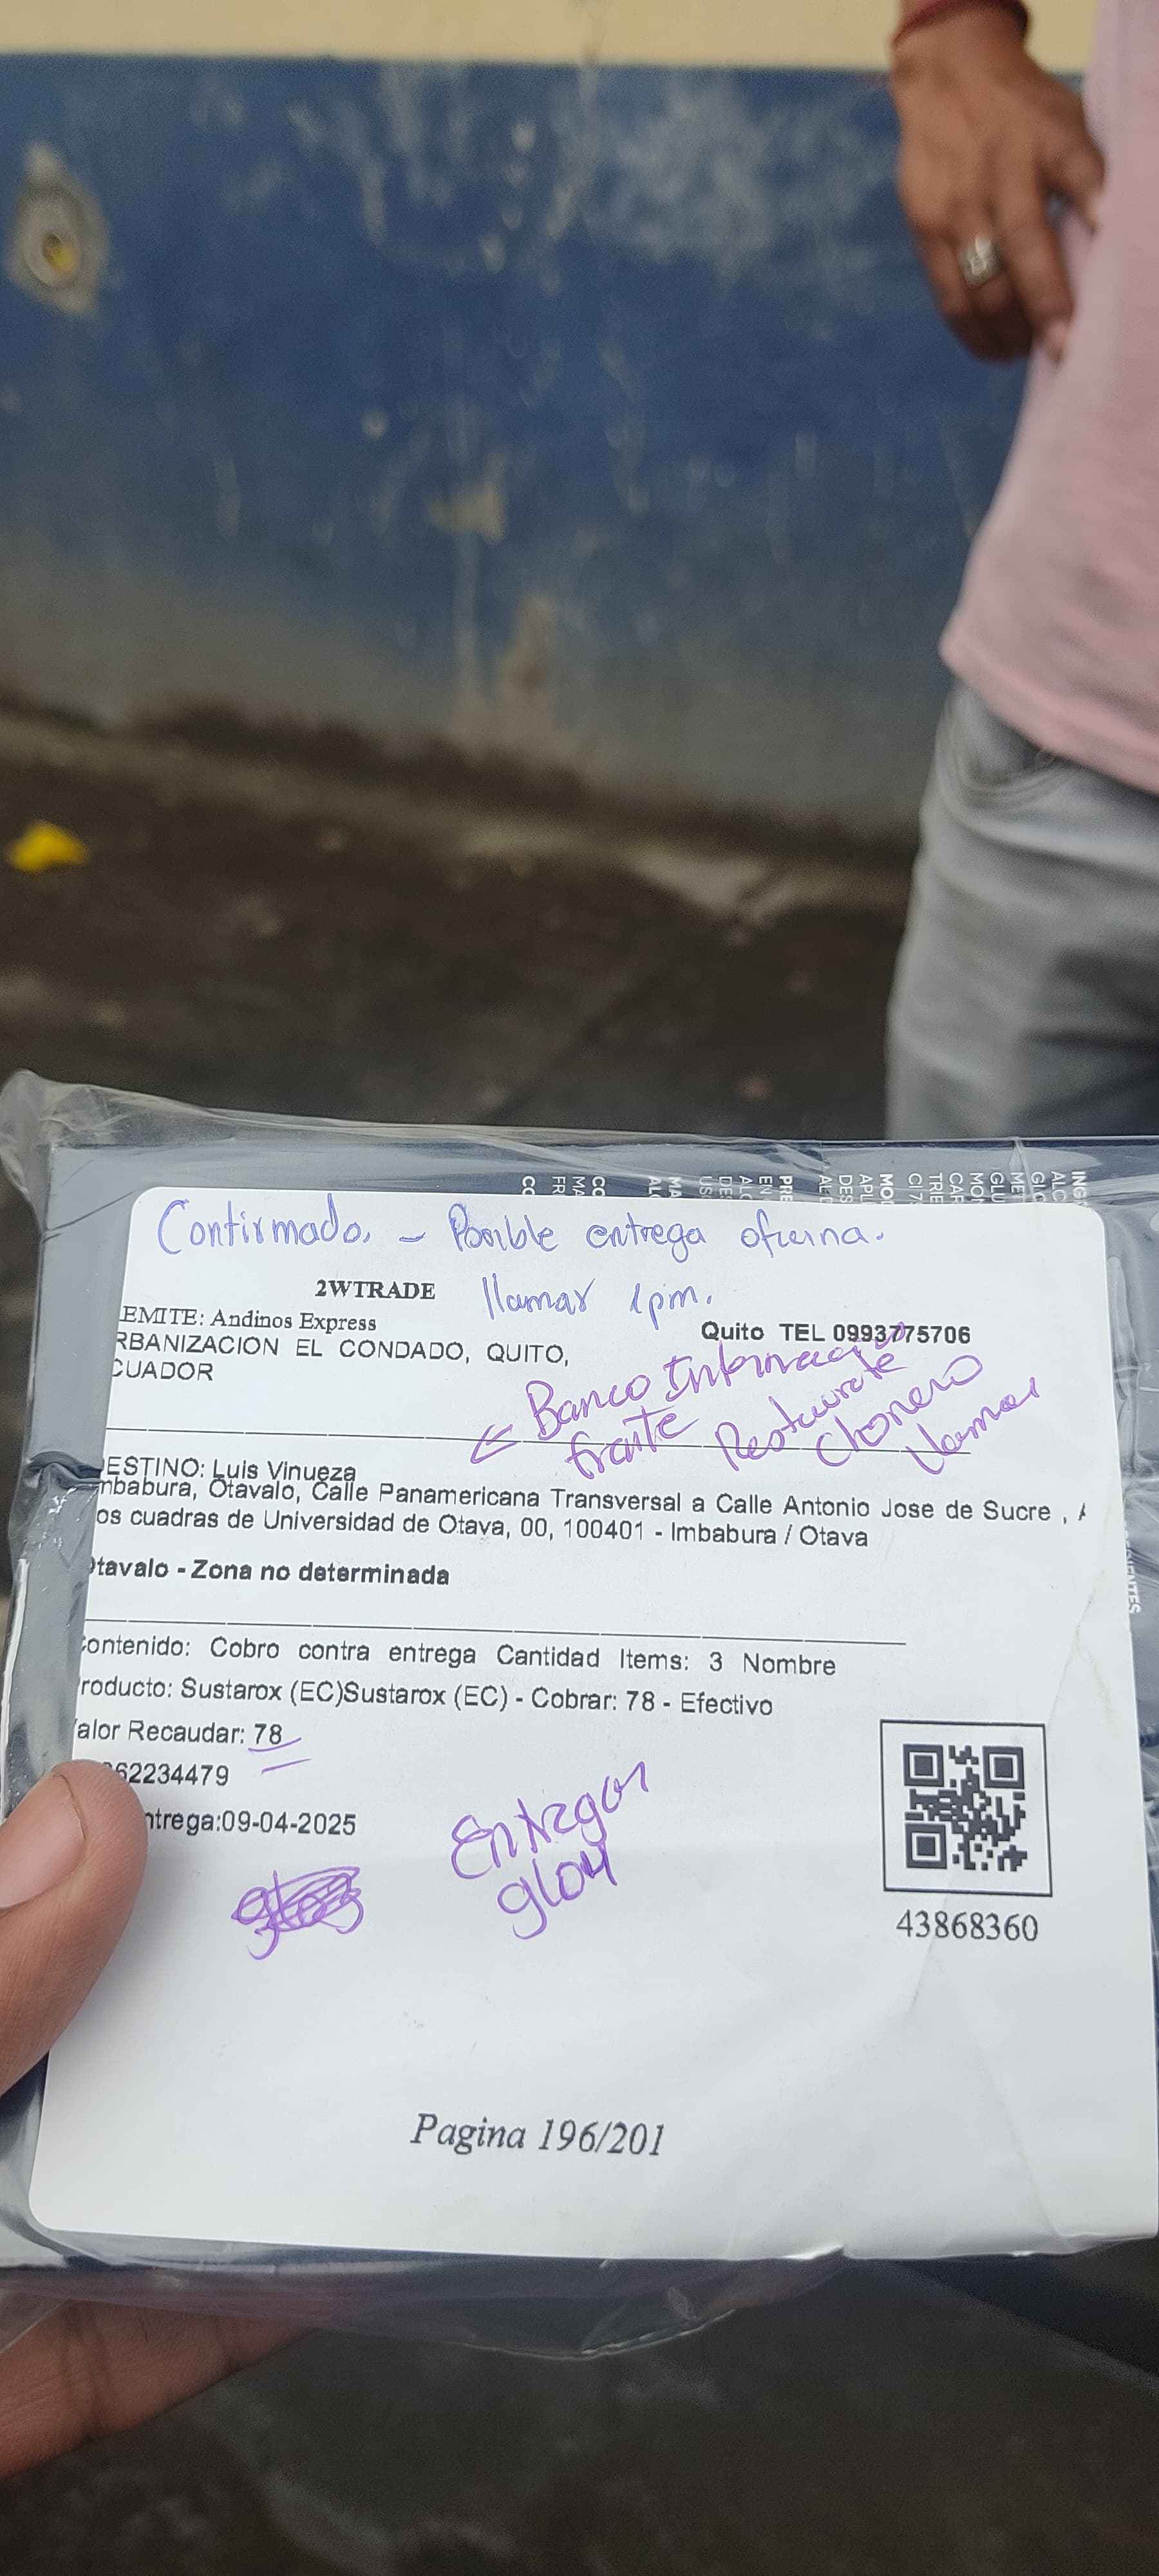 Confirmado. - Posible entrega oficina.
llamar 1pm.
2WTRADE
EMITE: Andinos Express
Quito TEL 0993775706
RBANIZACION EL CONDADO, QUITO,
CUADOR
← Banco Internacio
frente Restaurate
Llamar
ESTINO: Luis Vinueza
mbabura, Otavalo, Calle Panamericana Transversal a Calle Antonio Jose de Sucre ,
os cuadras de Universidad de Otava, 00, 100401 - Imbabura / Otava
tavalo - Zona no determinada
ontenido: Cobro contra entrega Cantidad Items: 3 Nombre
roducto: Sustarox (EC)Sustarox (EC) - Cobrar: 78 - Efectivo
alor Recaudar: 78
62234479
ntrega:09-04-2025
Entregar
9/04
43868360
Pagina 196/201